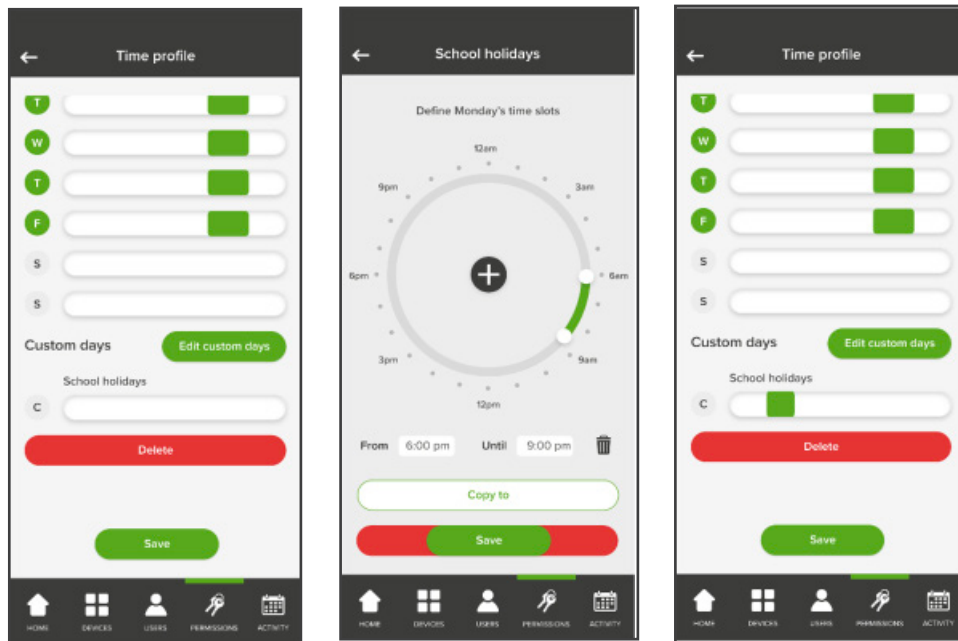 Time profile
T
W
T
F
S
S
Custom days
Edit custom days
School holidays
C
Delete
Save
HOME
DEVICES
USERS
PERMISSIONS
ACTIVITY
School holidays
Define Monday's time slots
12am
9pm
3am
6pm
6am
3pm
9am
12pm
From 6:00 pm Until 9:00 pm
Copy to
Save
HOME
DEVICES
USERS
PERMISSIONS
ACTIVITY
Time profile
T
W
T
F
S
S
Custom days
Edit custom days
School holidays
C
Delete
Save
HOME
DEVICES
USERS
PERMISSIONS
ACTIVITY